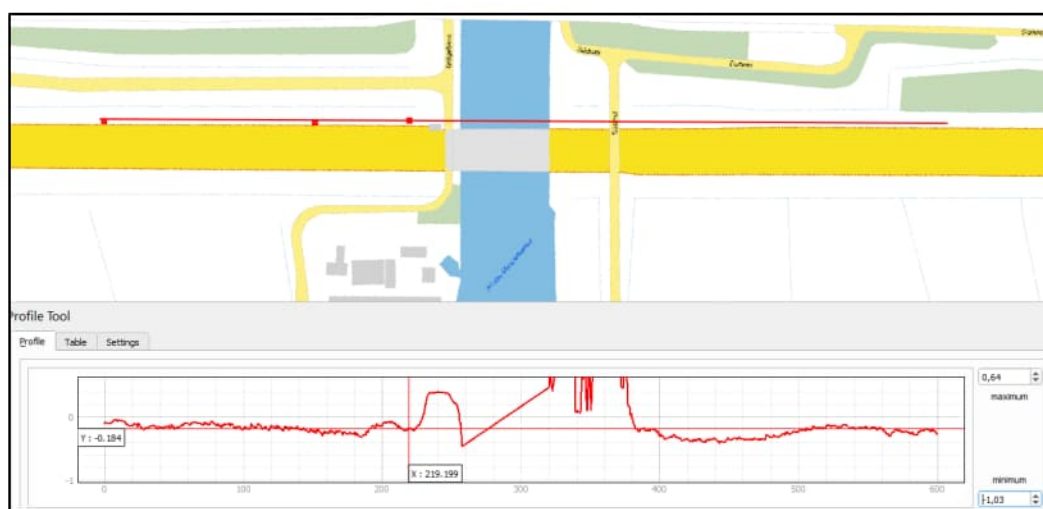 Profile Tool
Profile
Table
Settings
0,64
maximum
0
Y : -0.184
X : 219.199
-1
0
100
200
300
400
500
600
minimum
-1,03